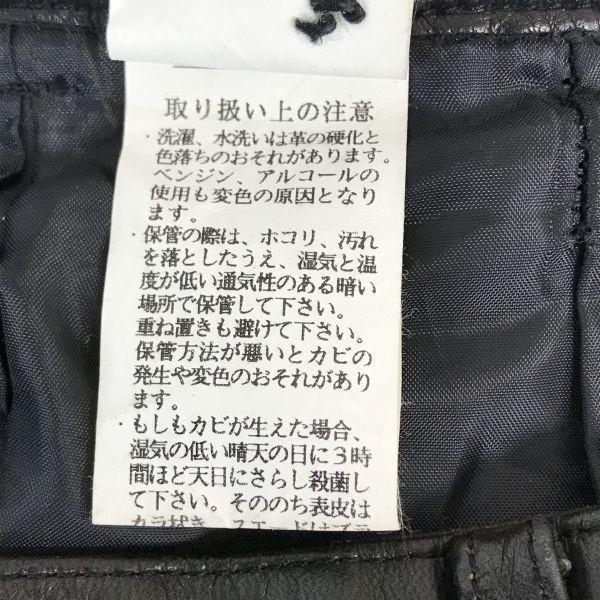 取り扱い上の注意
・洗濯、水洗いは革の硬化と
色落ちのおそれがあります。
ベンジン、アルコールの
使用も変色の原因となり
ます。
・保管の際は、ホコリ、汚れ
を落としたうえ、湿気と温
度が低い通気性のある暗い
場所で保管して下さい。
重ね置きも避けて下さい。
保管方法が悪いとカビの
発生や変色のおそれがあり
ます。
・もしもカビが生えた場合、
湿気の低い晴天の日に3時
間ほど天日にさらし殺菌し
て下さい。そののち表皮は